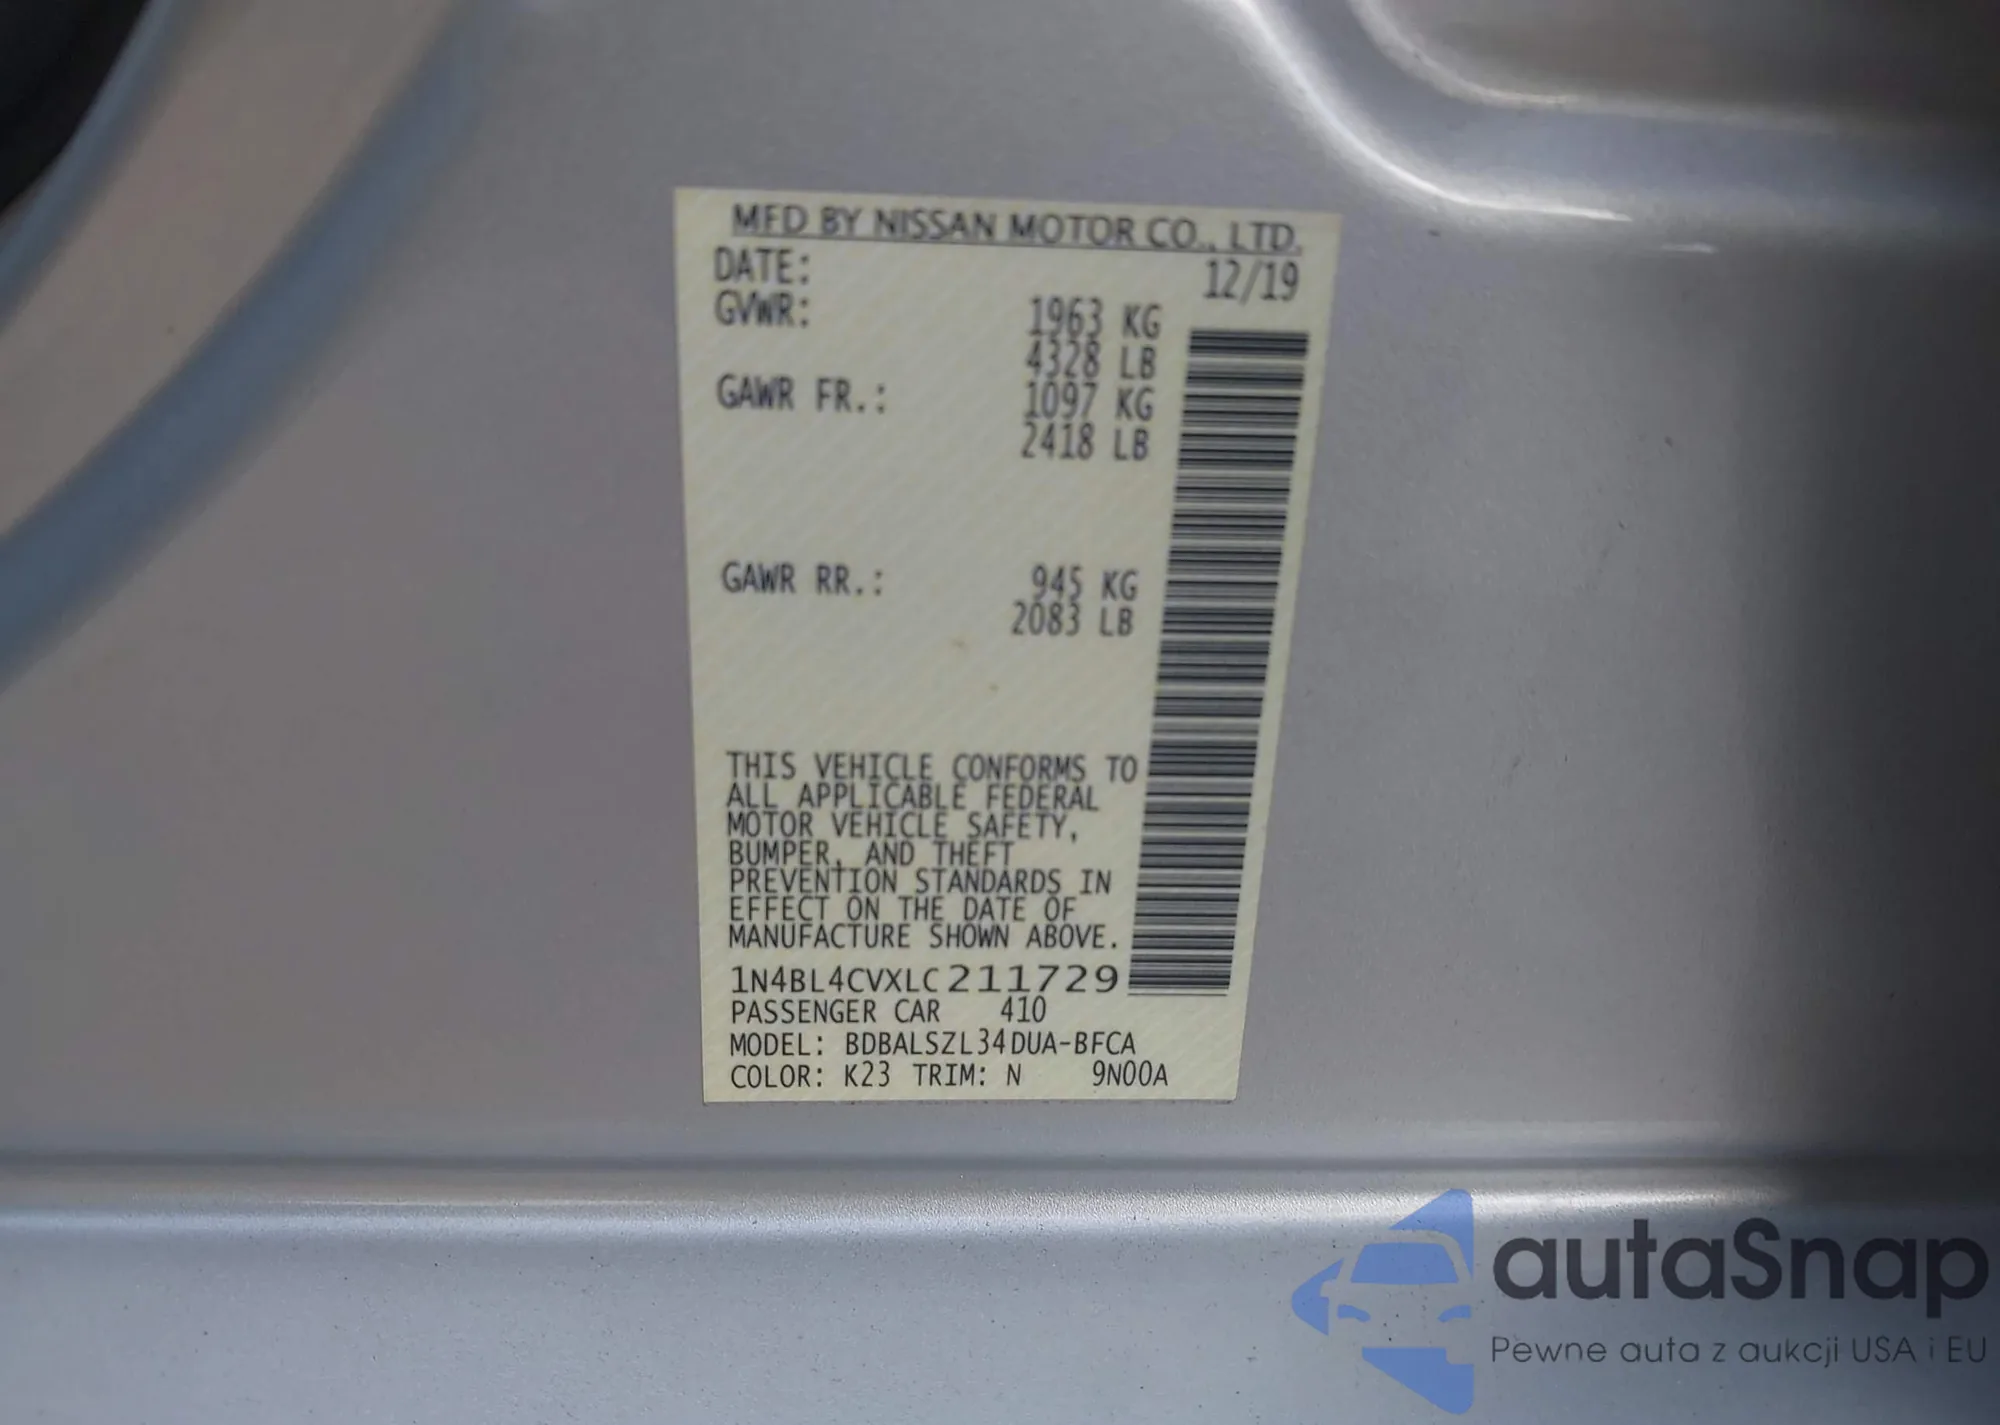 MFD BY NISSAN MOTOR CO., LTD.
DATE: 12/19
GVWR: 1963 KG
4328 LB
GAWR FR.: 1097 KG
2418 LB
GAWR RR.: 945 KG
2083 LB
THIS VEHICLE CONFORMS TO
ALL APPLICABLE FEDERAL
MOTOR VEHICLE SAFETY,
BUMPER, AND THEFT
PREVENTION STANDARDS IN
EFFECT ON THE DATE OF
MANUFACTURE SHOWN ABOVE.
1N4BL4CVXLC211729
PASSENGER CAR 410
MODEL: BDBALSZL34DUA-BFCA
COLOR: K23 TRIM: N 9N00A
autaSnap
Pewne auta z aukcji USA i EU